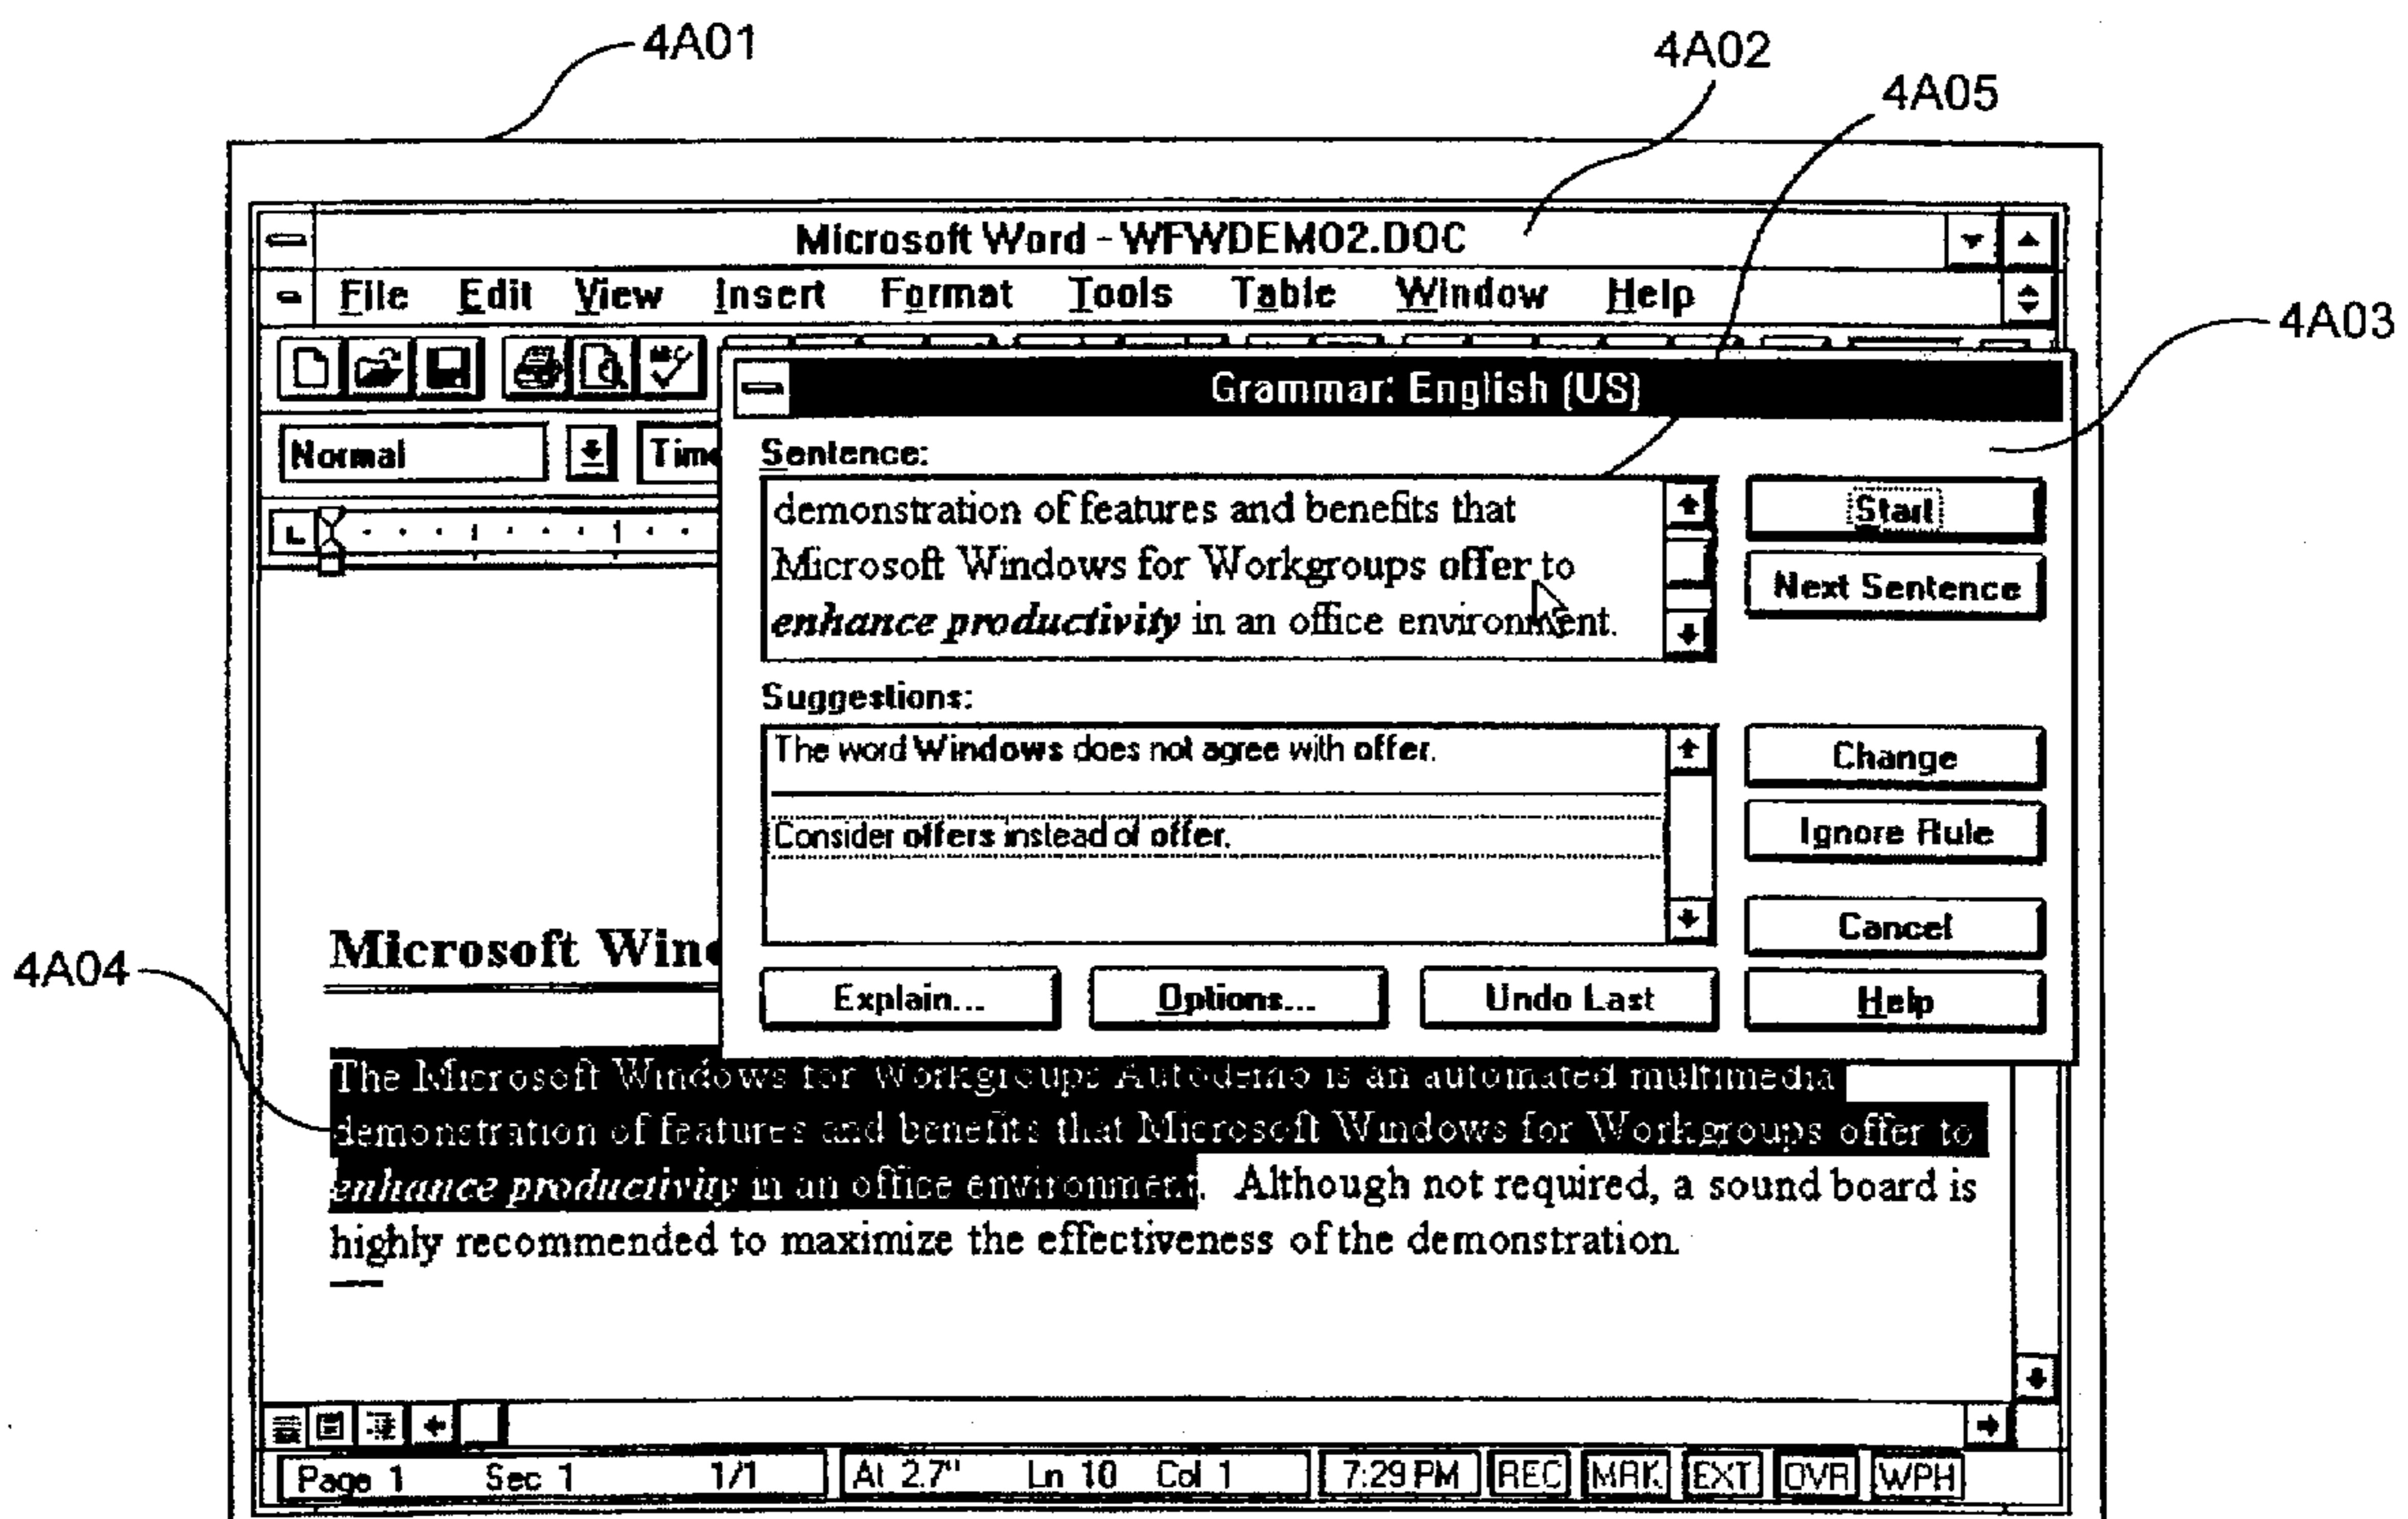 4A01
4A02
4A05
Microsoft Word - WFWDEMO2.DOC
File Edit View Insert Format Tools Table Window Help
4A03
ABC
Grammar: English (US)
Normal
Time
Sentence:
demonstration of features and benefits that
Microsoft Windows for Workgroups offer to
enhance productivity in an office environment.
Start
Next Sentence
L
Suggestions:
The word Windows does not agree with offer.
Consider offers instead of offer.
Change
Ignore Rule
Cancel
Microsoft Wind
4A04
Explain... Options... Undo Last Help
The Microsoft Windows for Workgroups Autodemo is an automated multimedia
demonstration of features and benefits that Microsoft Windows for Workgroups offer to
enhance productivity in an office environment. Although not required, a sound board is
highly recommended to maximize the effectiveness of the demonstration.
Page 1 Sec 1 1/1 At 2.7" Ln 10 Col 1 7:29 PM REC MRK EXT OVR WPH